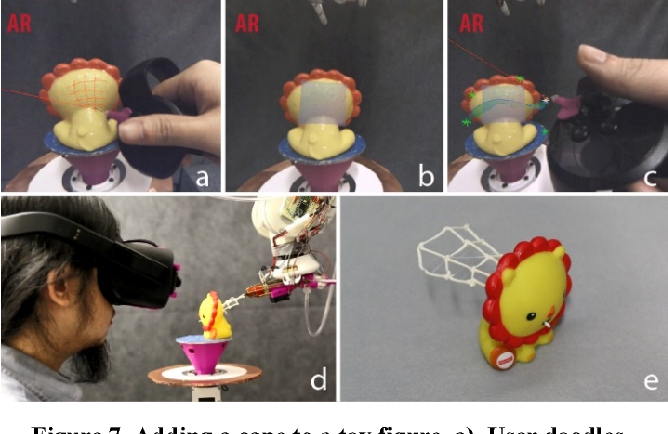 AR
AR
AR
a
b
c
d
e
Figure 7. Adding a cape to a toy figure. a). User doodles